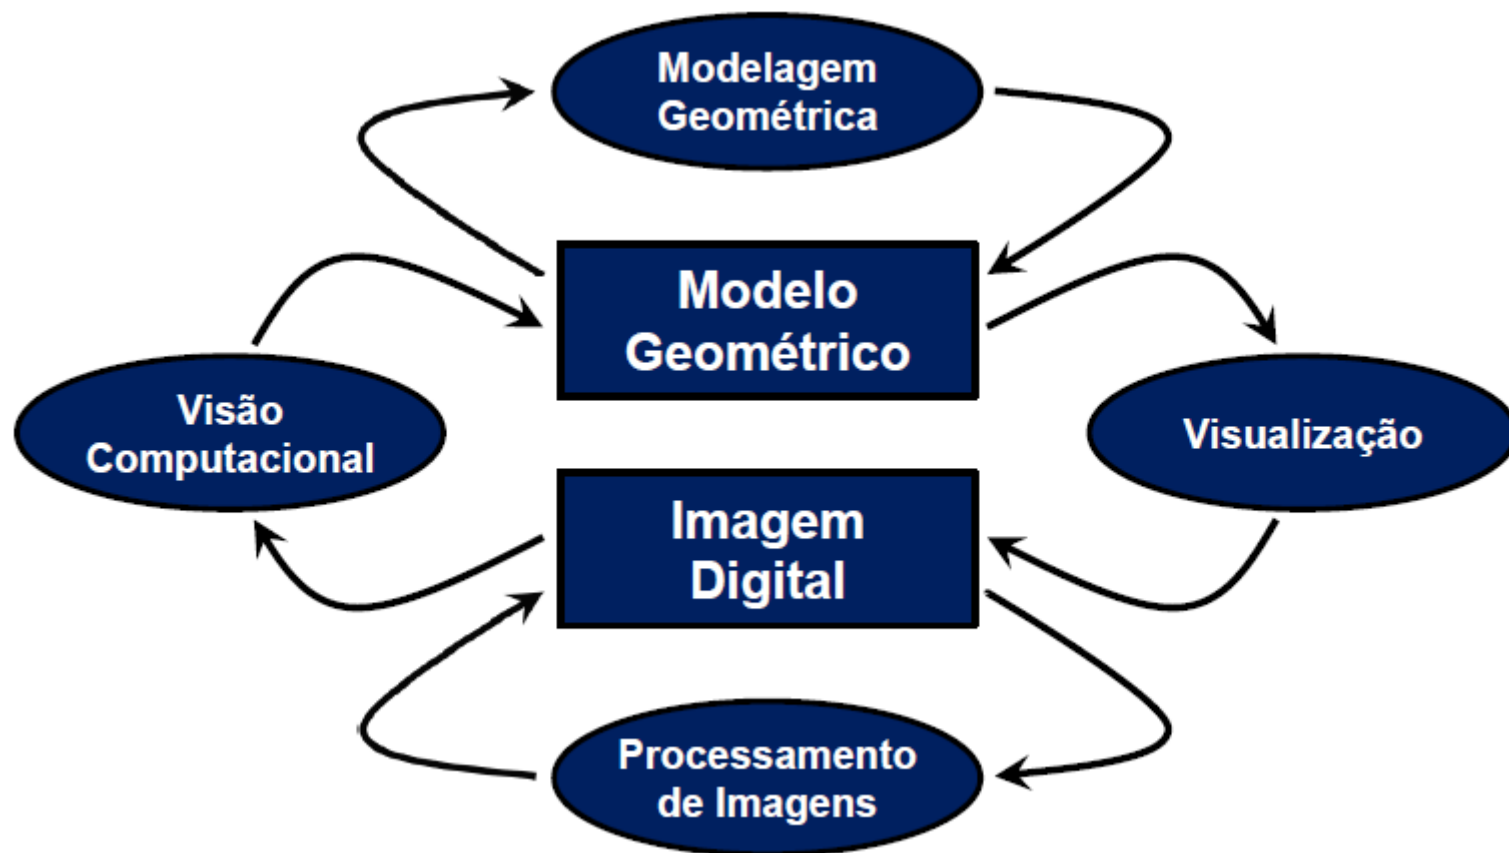 Modelagem
Geométrica
Modelo
Geométrico
Visão
Computacional
Visualização
Imagem
Digital
Processamento
de Imagens